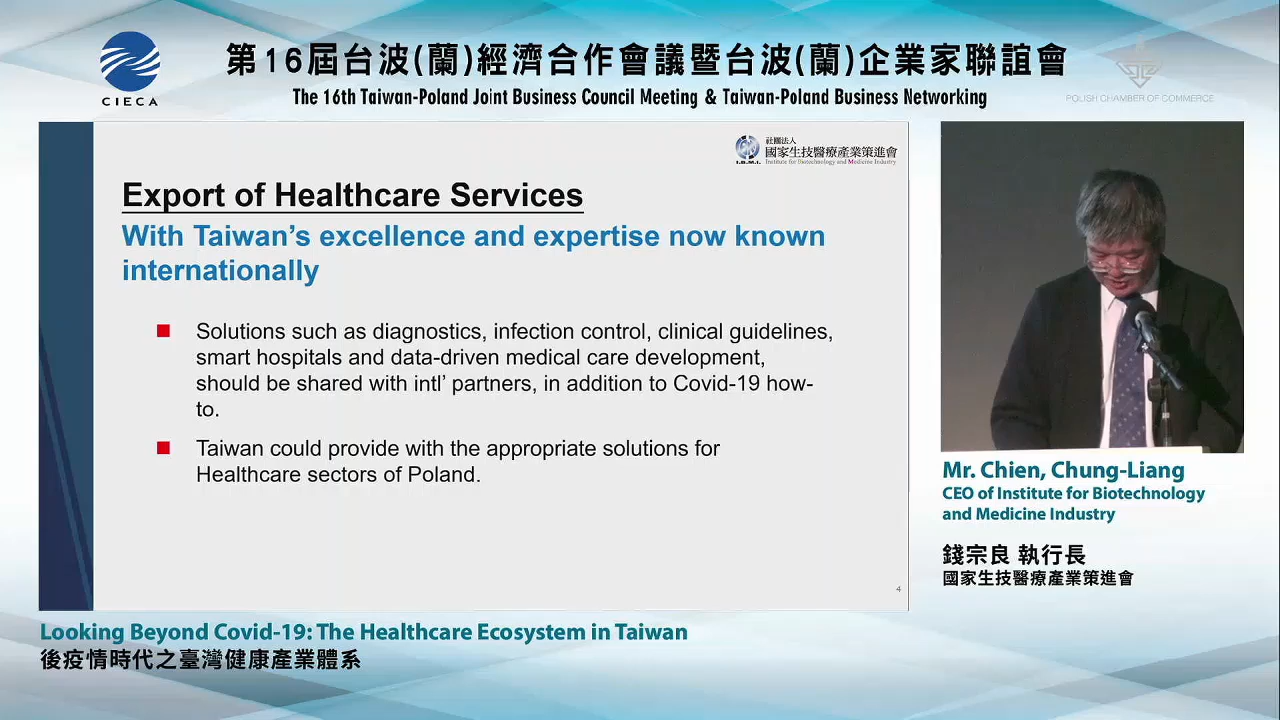 CIECA
第16屆台波(蘭)經濟合作會議暨台波(蘭)企業家聯誼會
The 16th Taiwan-Poland Joint Business Council Meeting & Taiwan-Poland Business Networking
POLISH CHAMBER OF COMMERCE
I.B.M.I.
社團法人
國家生技醫療產業策進會
Institute for Biotechnology and Medicine Industry
Export of Healthcare Services
With Taiwan's excellence and expertise now known
internationally
Solutions such as diagnostics, infection control, clinical guidelines,
smart hospitals and data-driven medical care development,
should be shared with intl' partners, in addition to Covid-19 how-
to.
Taiwan could provide with the appropriate solutions for
Healthcare sectors of Poland.
4
Mr. Chien, Chung-Liang
CEO of Institute for Biotechnology
and Medicine Industry
錢宗良 執行長
國家生技醫療產業策進會
Looking Beyond Covid-19: The Healthcare Ecosystem in Taiwan
後疫情時代之臺灣健康產業體系